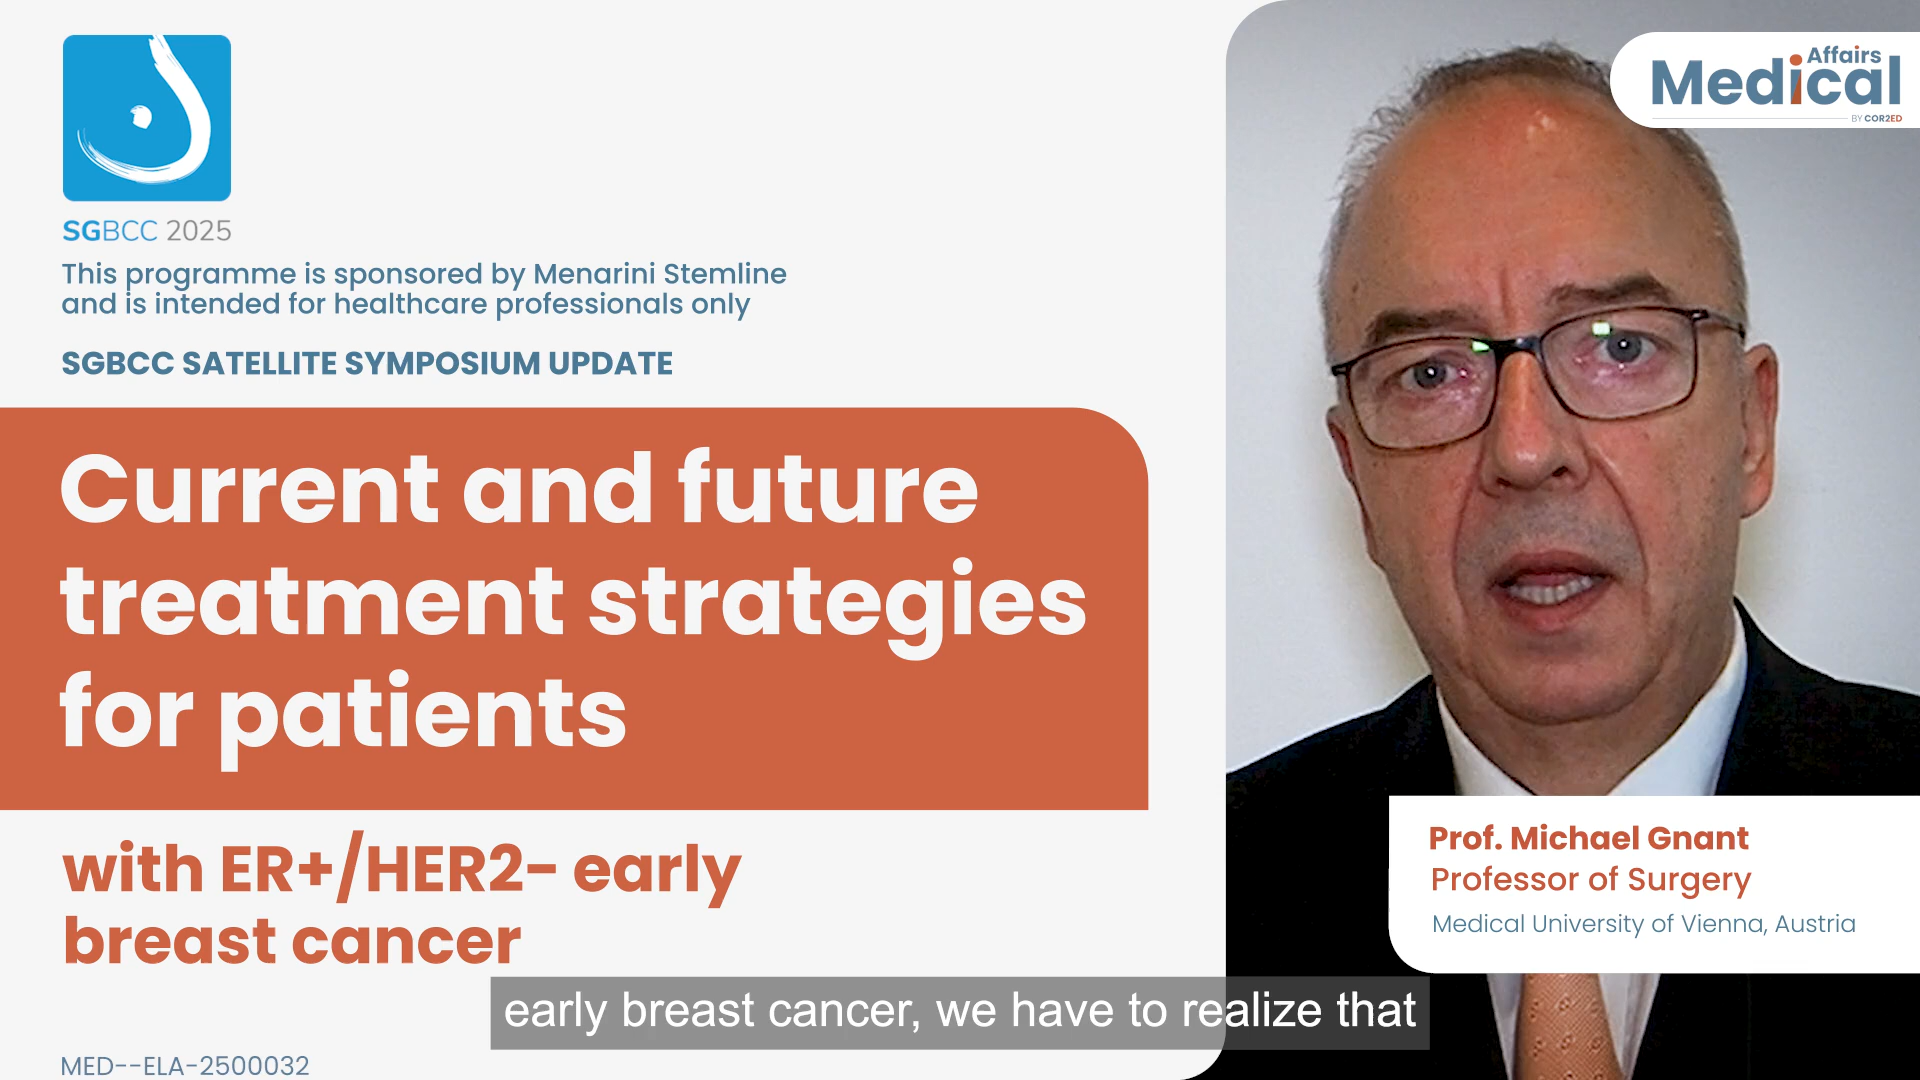 SGBCC 2025
This programme is sponsored by Menarini Stemline
and is intended for healthcare professionals only
SGBCC SATELLITE SYMPOSIUM UPDATE
Current and future
treatment strategies
for patients
with ER+/HER2- early
breast cancer
MED--ELA-2500032
Medical Affairs
BY COR2ED
Prof. Michael Gnant
Professor of Surgery
Medical University of Vienna, Austria
early breast cancer, we have to realize that